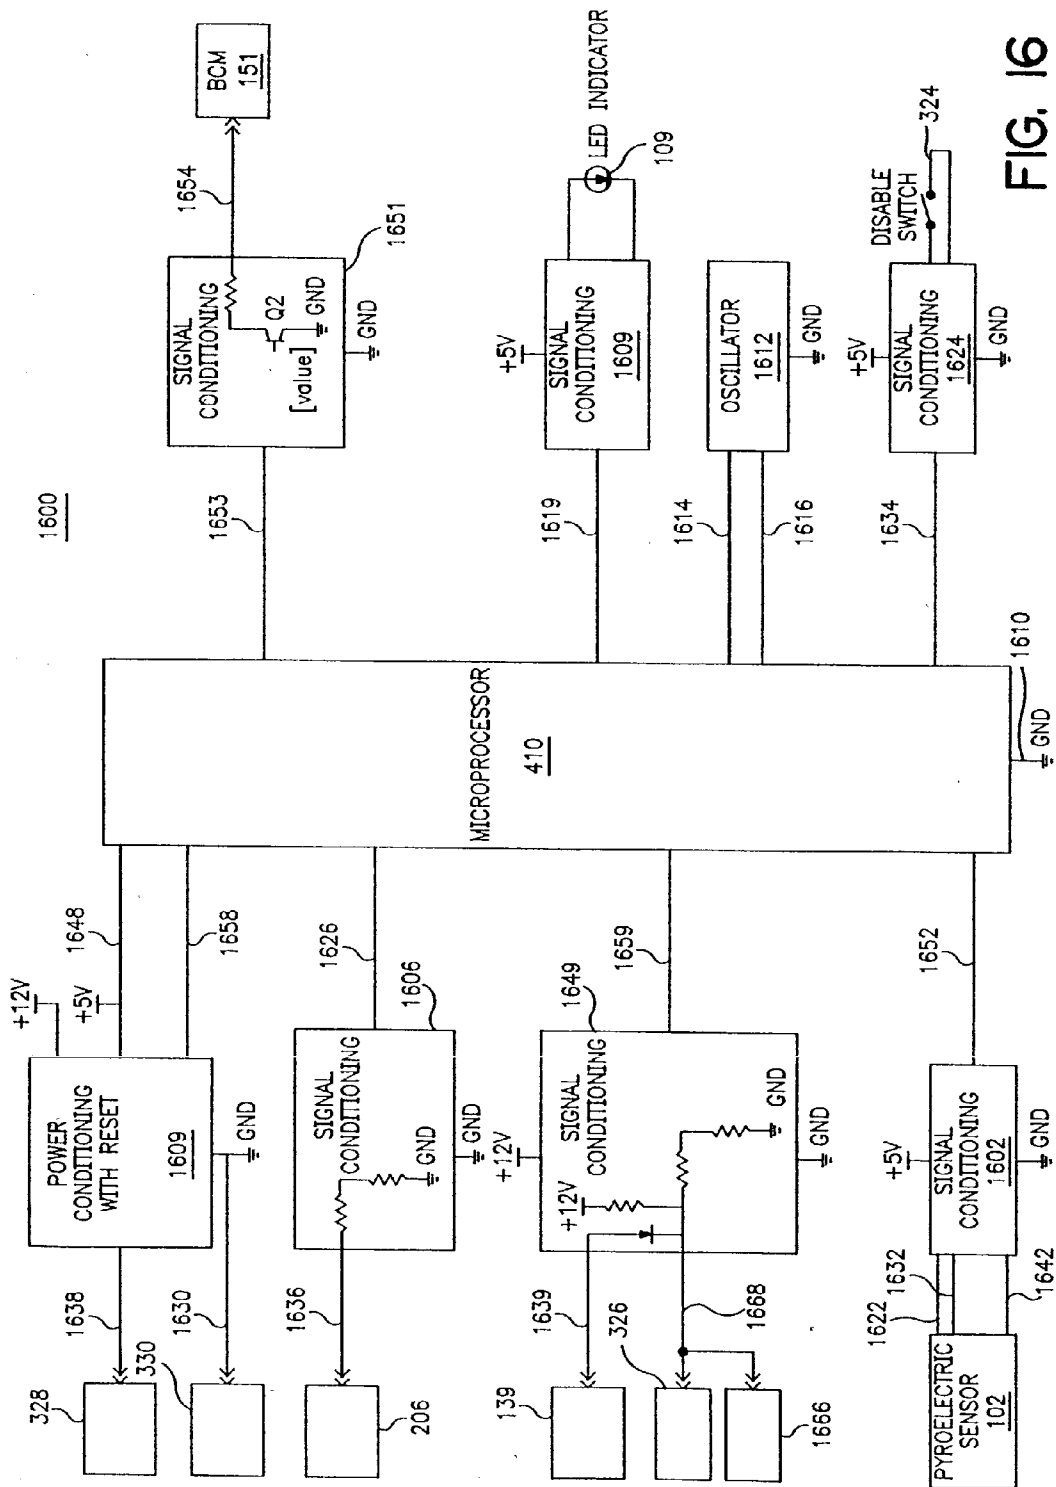 1600
328
330
1638
1630
POWER
CONDITIONING
WITH RESET
1609
GND
+12V
+5V
1648
1658
206
1636
SIGNAL
CONDITIONING
GND
GND
1606
1626
139
326
1666
1639
1668
+12V
SIGNAL
CONDITIONING
+12V
GND
GND
1649
1659
PYROELECTRIC
SENSOR
102
1622
1632
1642
+5V
SIGNAL
CONDITIONING
1602
GND
1652
MICROPROCESSOR
410
GND
1610
1653
SIGNAL
CONDITIONING
Q2
[value]
GND
GND
1651
1654
BCM
151
1619
+5V
SIGNAL
CONDITIONING
1609
LED INDICATOR
109
1614
1616
OSCILLATOR
1612
GND
1634
+5V
SIGNAL
CONDITIONING
1624
GND
DISABLE
SWITCH
324
FIG. 16